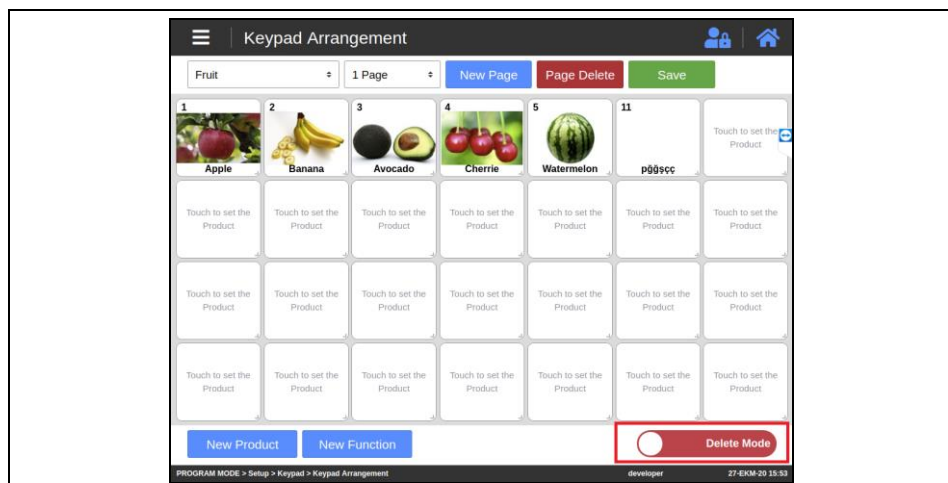 Keypad Arrangement
Fruit 1 Page New Page Page Delete Save
1 2 3 4 5 11
Touch to set the
Product
Apple Banana Avocado Cherrie Watermelon pğğşçç
Touch to set the Touch to set the Touch to set the Touch to set the Touch to set the Touch to set the Touch to set the
Product Product Product Product Product Product Product
Touch to set the Touch to set the Touch to set the Touch to set the Touch to set the Touch to set the Touch to set the
Product Product Product Product Product Product Product
Touch to set the Touch to set the Touch to set the Touch to set the Touch to set the Touch to set the Touch to set the
Product Product Product Product Product Product Product
New Product New Function Delete Mode
PROGRAM MODE > Setup > Keypad > Keypad Arrangement developer 27-EKM-20 15:53